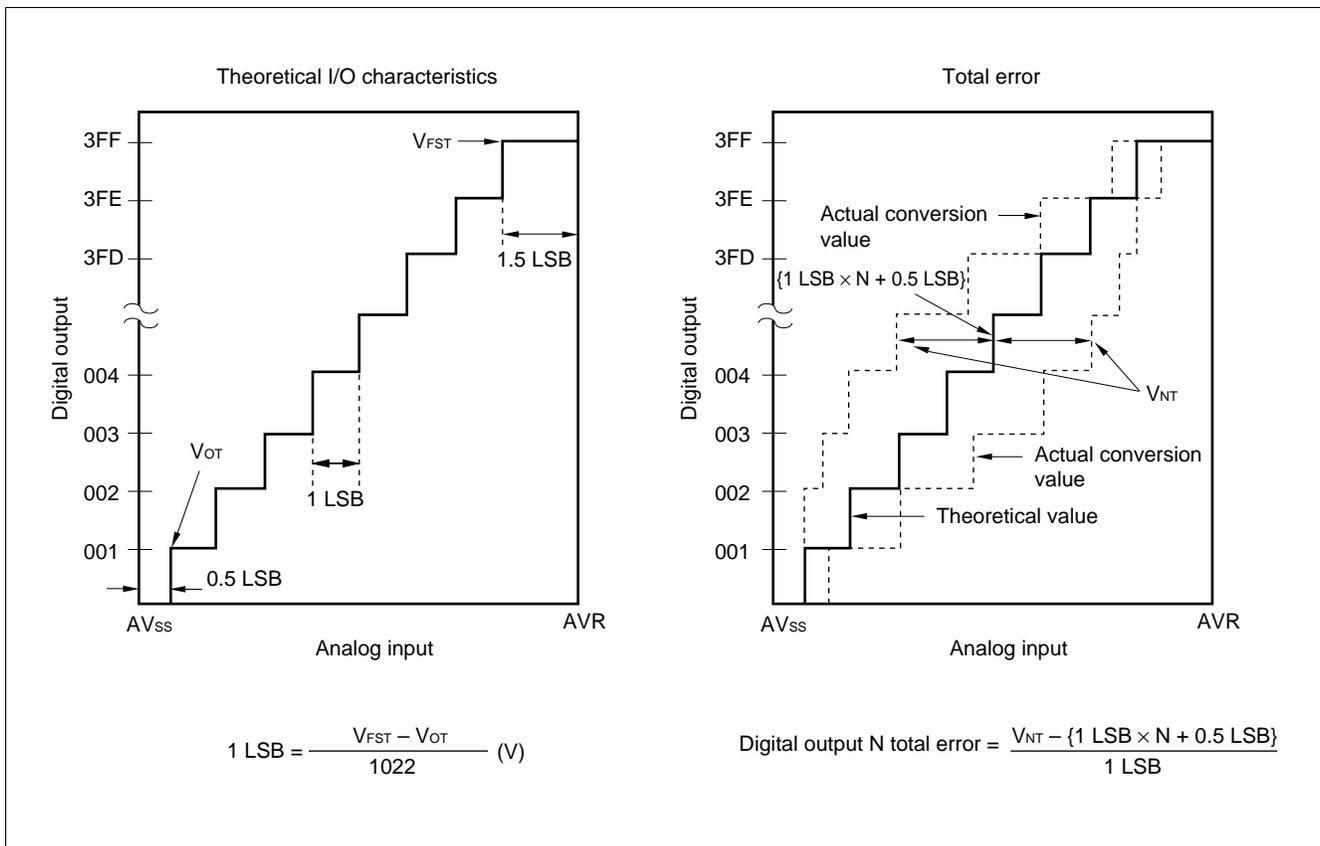 Theoretical I/O characteristics
3FF
3FE
3FD
004
003
002
001
Digital output
VFST
1.5 LSB
VOT
1 LSB
0.5 LSB
AVSS
AVR
Analog input
1 LSB = VFST – VOT / 1022 (V)
Total error
3FF
3FE
3FD
004
003
002
001
Digital output
Actual conversion
value
{1 LSB × N + 0.5 LSB}
VNT
Actual conversion
value
Theoretical value
AVSS
AVR
Analog input
Digital output N total error = VNT – {1 LSB × N + 0.5 LSB} / 1 LSB